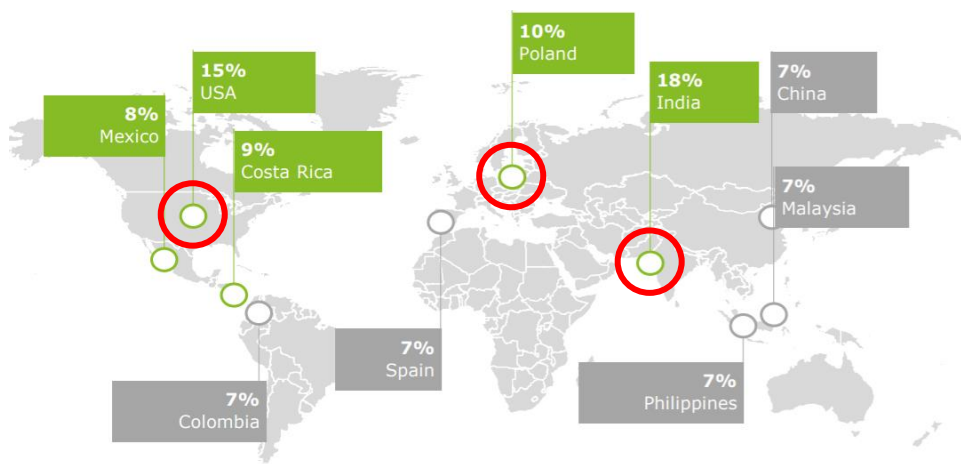 10%
Poland
15%
USA
18%
India
7%
China
8%
Mexico
9%
Costa Rica
7%
Malaysia
7%
Spain
7%
Philippines
7%
Colombia